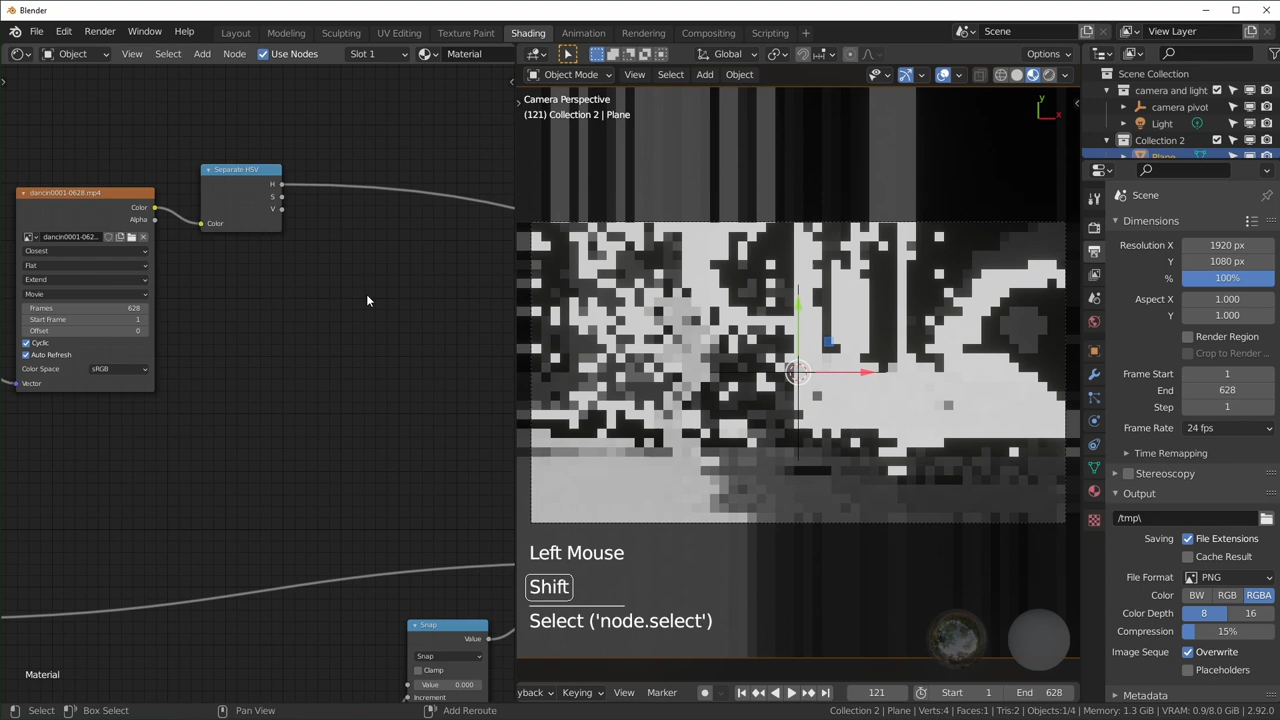 Blender
File Edit Render Window Help Layout Modeling Sculpting UV Editing Texture Paint Shading Animation Rendering Compositing Scripting Scene View Layer
Object View Select Add Node Use Nodes Slot 1 Material Global Options
Object Mode View Select Add Object
Camera Perspective
(121) Collection 2 | Plane
y
x
Scene Collection
camera and light
camera pivot
Light
Collection 2
Plane
Separate HSV
H
S
V
Color
dancin0001-0628.mp4
Color
Alpha
dancin0001-062...
Closest
Flat
Extend
Movie
Frames 628
Start Frame 1
Offset 0
Cyclic
Auto Refresh
Color Space sRGB
Vector
Snap
Value
Snap
Clamp
Value 0.000
Increment
Material
Left Mouse
Shift
Select ('node.select')
Scene
Dimensions
Resolution X 1920 px
Y 1080 px
% 100%
Aspect X 1.000
Y 1.000
Render Region
Crop to Render ...
Frame Start 1
End 628
Step 1
Frame Rate 24 fps
Time Remapping
Stereoscopy
Output
/tmp\
Saving File Extensions
Cache Result
File Format PNG
Color BW RGB RGBA
Color Depth 8 16
Compression 15%
Image Seque Overwrite
Placeholders
Metadata
yback Keying View Marker 121 Start 1 End 628
Select Box Select Pan View Add Reroute Collection 2 | Plane | Verts:4 | Faces:1 | Tris:2 | Objects:1/4 | Memory: 1.3 GiB | VRAM: 0.9/8.0 GiB | 2.92.0